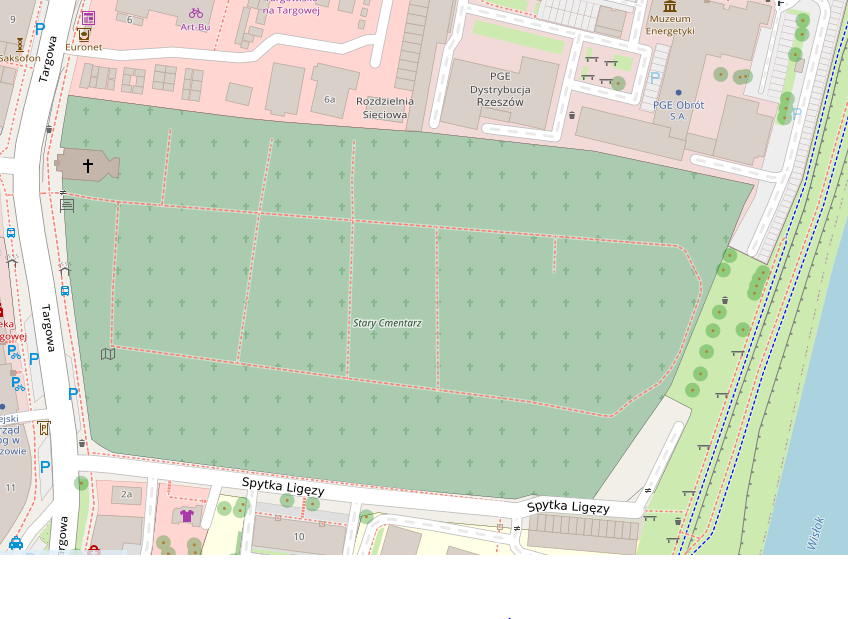 Targowisko
na Targowej
9
6
Art Bu
Euronet
Saksofon
Targowa
Muzeum
Energetyki
PGE
Dystrybucja
Rzeszów
P
PGE Obrót
S.A.
P
6a
Rozdzielnia
Sieciowa
P
Targowa
Stary Cmentarz
P
P
P
11
2a
Spytka Ligęzy
Spytka Ligęzy
10
Wisłok